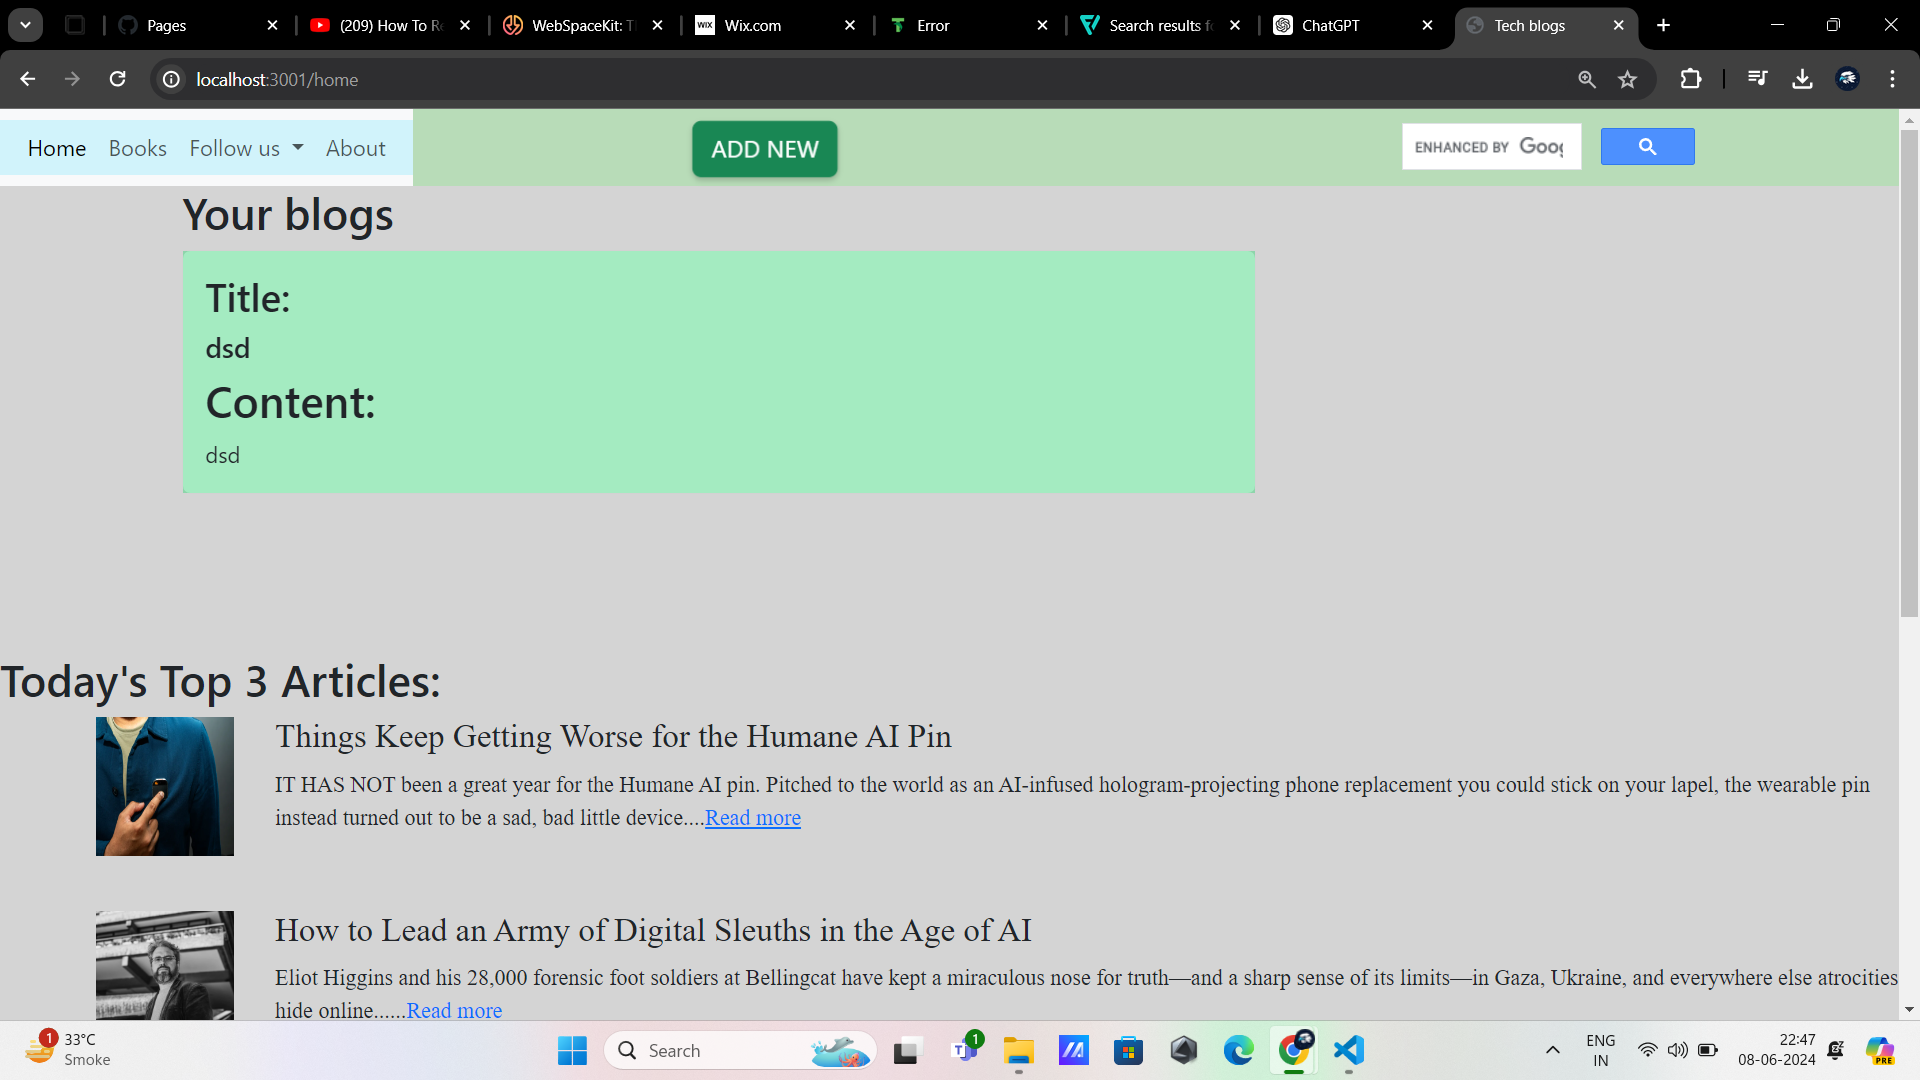 Pages
(209) How To Re
WebSpaceKit: T
WIX
Wix.com
Error
Search results fo
ChatGPT
Tech blogs
localhost:3001/home
Home Books Follow us About
ADD NEW
ENHANCED BY Goog
Your blogs
Title:
dsd
Content:
dsd
Today's Top 3 Articles:
Things Keep Getting Worse for the Humane AI Pin
IT HAS NOT been a great year for the Humane AI pin. Pitched to the world as an AI-infused hologram-projecting phone replacement you could stick on your lapel, the wearable pin
instead turned out to be a sad, bad little device....Read more
How to Lead an Army of Digital Sleuths in the Age of AI
Eliot Higgins and his 28,000 forensic foot soldiers at Bellingcat have kept a miraculous nose for truth—and a sharp sense of its limits—in Gaza, Ukraine, and everywhere else atrocities
hide online......Read more
1
33°C
Smoke
Search
1
ENG
IN
22:47
08-06-2024
PRE